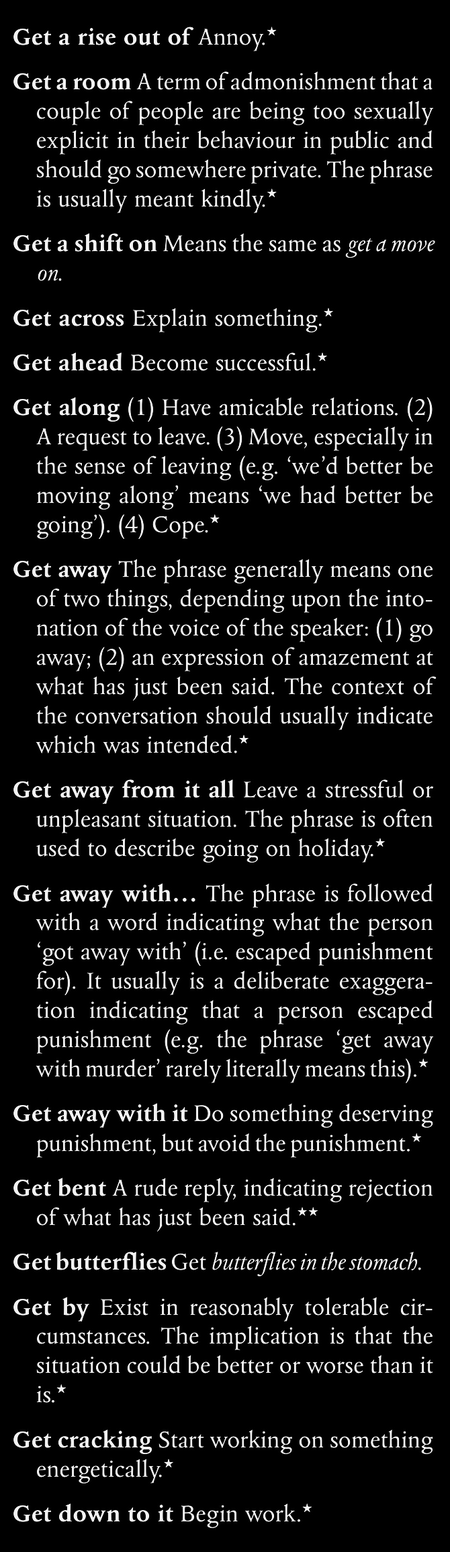 Get a rise out of Annoy.★
Get a room A term of admonishment that a
couple of people are being too sexually
explicit in their behaviour in public and
should go somewhere private. The phrase
is usually meant kindly.★
Get a shift on Means the same as get a move
on.
Get across Explain something.★
Get ahead Become successful.★
Get along (1) Have amicable relations. (2)
A request to leave. (3) Move, especially in
the sense of leaving (e.g. ‘we’d better be
moving along’ means ‘we had better be
going’). (4) Cope.★
Get away The phrase generally means one
of two things, depending upon the into-
nation of the voice of the speaker: (1) go
away; (2) an expression of amazement at
what has just been said. The context of
the conversation should usually indicate
which was intended.★
Get away from it all Leave a stressful or
unpleasant situation. The phrase is often
used to describe going on holiday.★
Get away with… The phrase is followed
with a word indicating what the person
‘got away with’ (i.e. escaped punishment
for). It usually is a deliberate exaggera-
tion indicating that a person escaped
punishment (e.g. the phrase ‘get away
with murder’ rarely literally means this).★
Get away with it Do something deserving
punishment, but avoid the punishment.★
Get bent A rude reply, indicating rejection
of what has just been said.★★
Get butterflies Get butterflies in the stomach.
Get by Exist in reasonably tolerable cir-
cumstances. The implication is that the
situation could be better or worse than it
is.★
Get cracking Start working on something
energetically.★
Get down to it Begin work.★